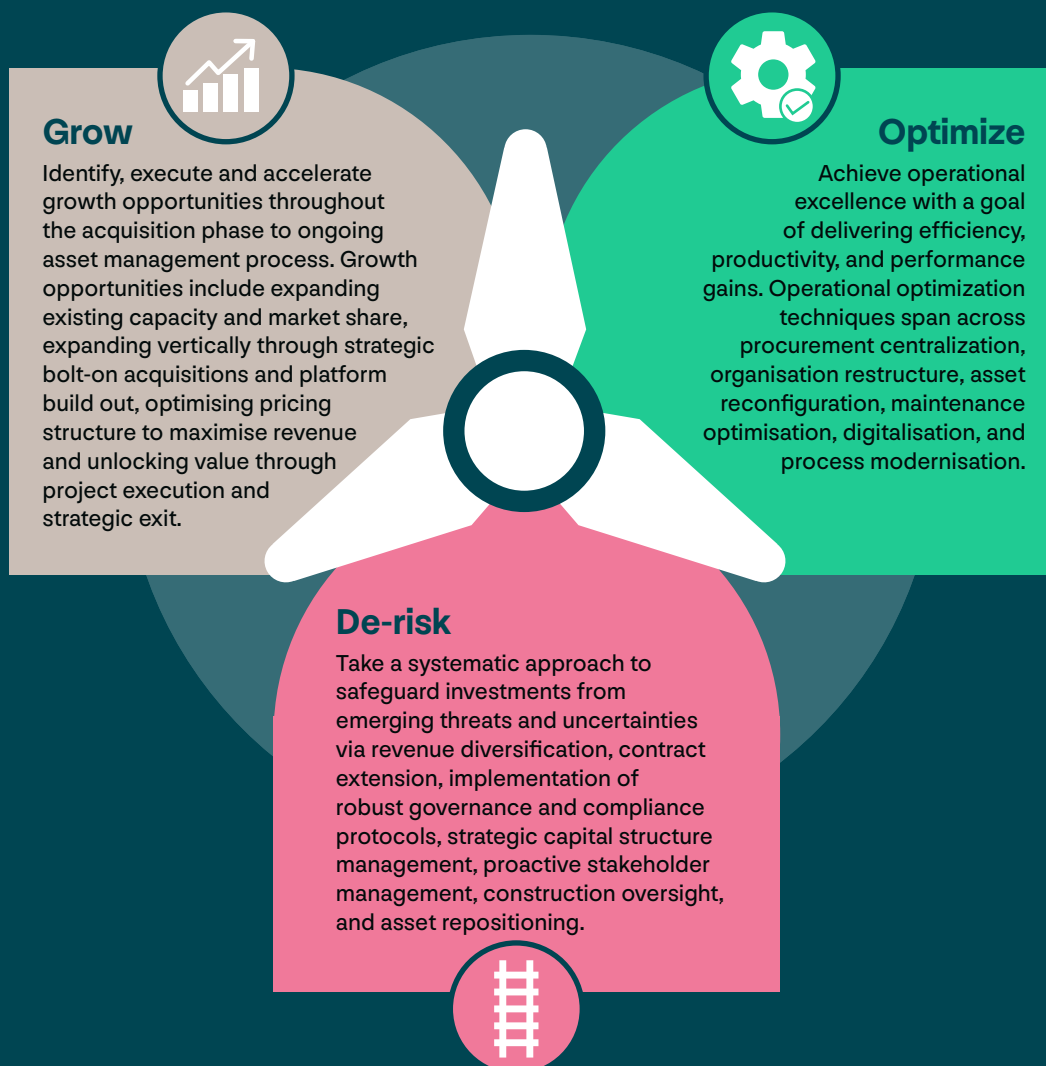 Grow
Identify, execute and accelerate
growth opportunities throughout
the acquisition phase to ongoing
asset management process. Growth
opportunities include expanding
existing capacity and market share,
expanding vertically through strategic
bolt-on acquisitions and platform
build out, optimising pricing
structure to maximise revenue
and unlocking value through
project execution and
strategic exit.
Optimize
Achieve operational
excellence with a goal
of delivering efficiency,
productivity, and performance
gains. Operational optimization
techniques span across
procurement centralization,
organisation restructure, asset
reconfiguration, maintenance
optimisation, digitalisation, and
process modernisation.
De-risk
Take a systematic approach to
safeguard investments from
emerging threats and uncertainties
via revenue diversification, contract
extension, implementation of
robust governance and compliance
protocols, strategic capital structure
management, proactive stakeholder
management, construction oversight,
and asset repositioning.